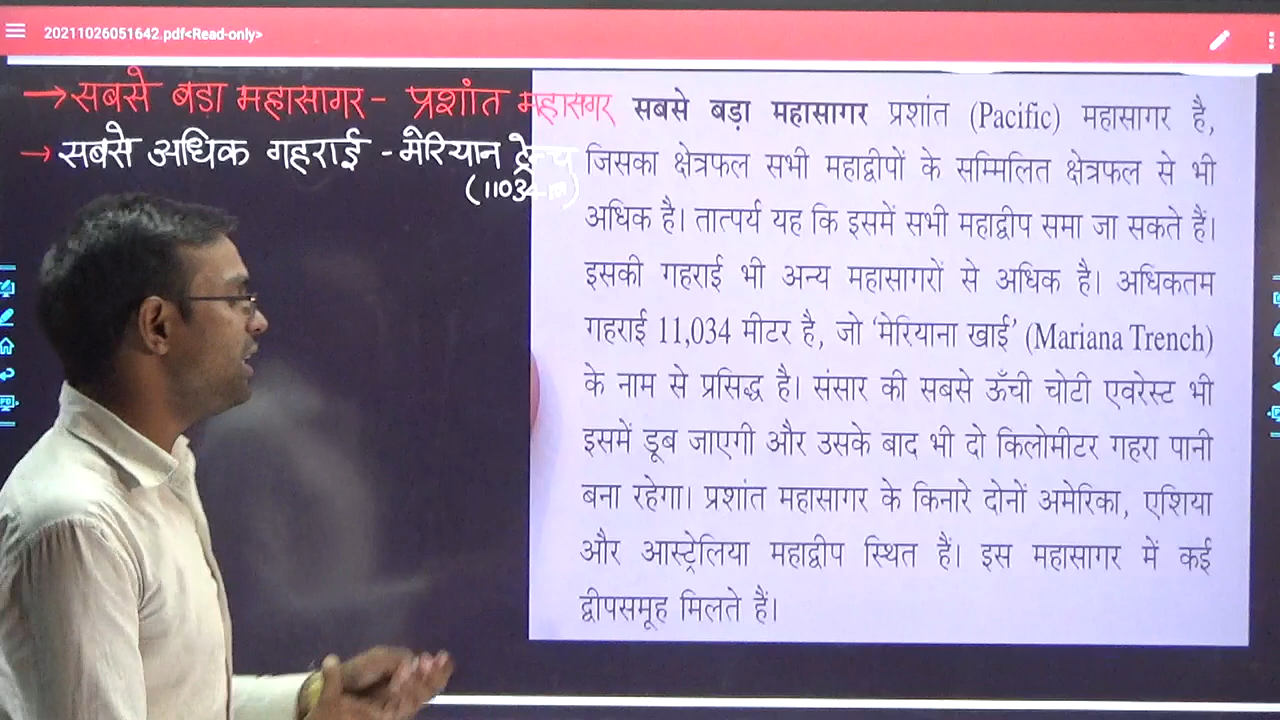 20211026051642.pdf<Read-only>
→सबसे बड़ा महासागर - प्रशांत महासगर
→ सबसे अधिक गहराई - मेरियान ट्रेन्च
(11034-m)
सबसे बड़ा महासागर प्रशांत (Pacific) महासागर है,
जिसका क्षेत्रफल सभी महाद्वीपों के सम्मिलित क्षेत्रफल से भी
अधिक है। तात्पर्य यह कि इसमें सभी महाद्वीप समा जा सकते हैं।
इसकी गहराई भी अन्य महासागरों से अधिक है। अधिकतम
गहराई 11,034 मीटर है, जो 'मेरियाना खाई' (Mariana Trench)
के नाम से प्रसिद्ध है। संसार की सबसे ऊँची चोटी एवरेस्ट भी
इसमें डूब जाएगी और उसके बाद भी दो किलोमीटर गहरा पानी
बना रहेगा। प्रशांत महासागर के किनारे दोनों अमेरिका, एशिया
और आस्ट्रेलिया महाद्वीप स्थित हैं। इस महासागर में कई
द्वीपसमूह मिलते हैं।